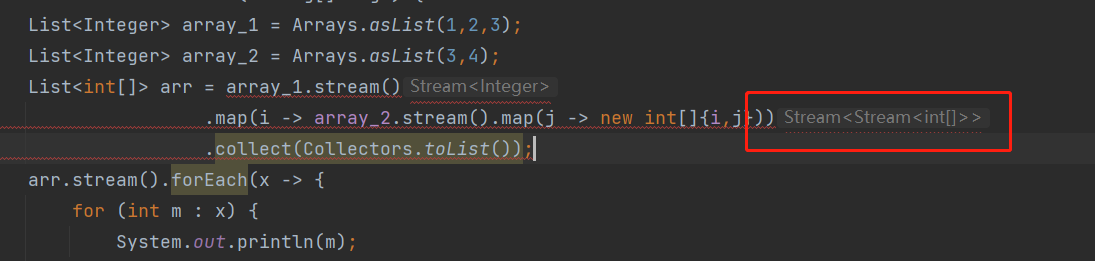 List<Integer> array_1 = Arrays.asList(1,2,3);
List<Integer> array_2 = Arrays.asList(3,4);
List<int[]> arr = array_1.stream() Stream<Integer>
.map(i -> array_2.stream().map(j -> new int[]{i,j})) Stream<Stream<int[]>>
.collect(Collectors.toList());
arr.stream().forEach(x -> {
for (int m : x) {
System.out.println(m);